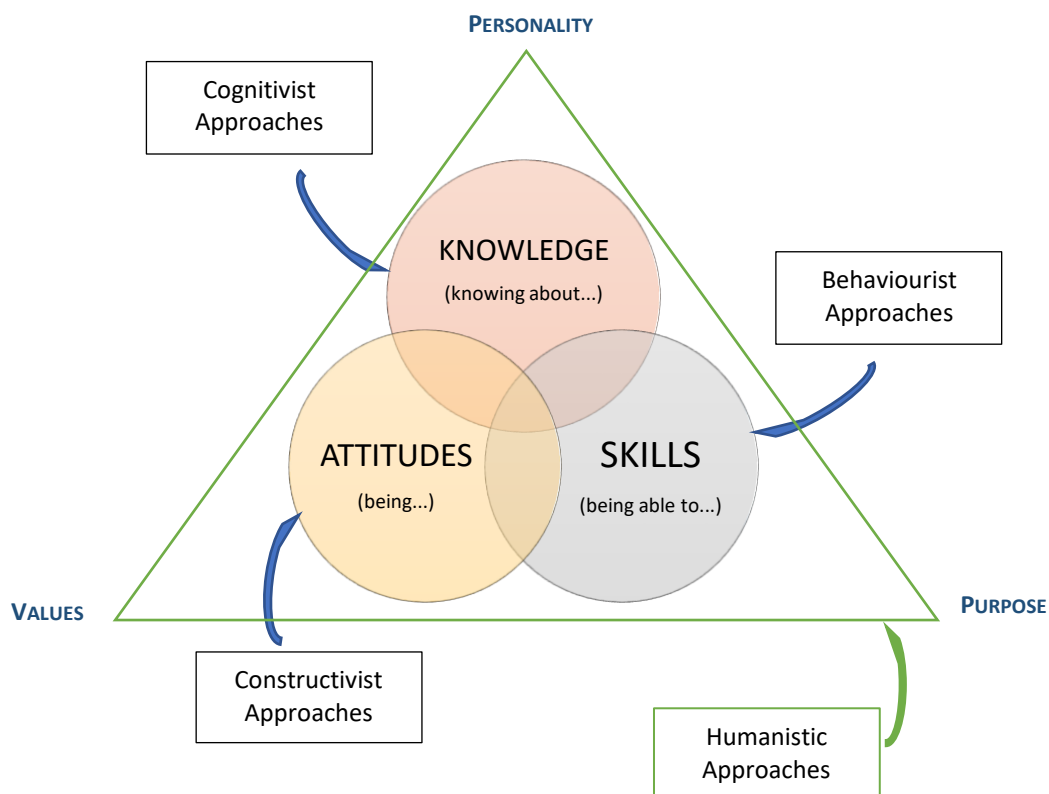 PERSONALITY
Cognitivist
Approaches
KNOWLEDGE
(knowing about...)
Behaviourist
Approaches
ATTITUDES
(being...)
SKILLS
(being able to...)
VALUES
PURPOSE
Constructivist
Approaches
Humanistic
Approaches